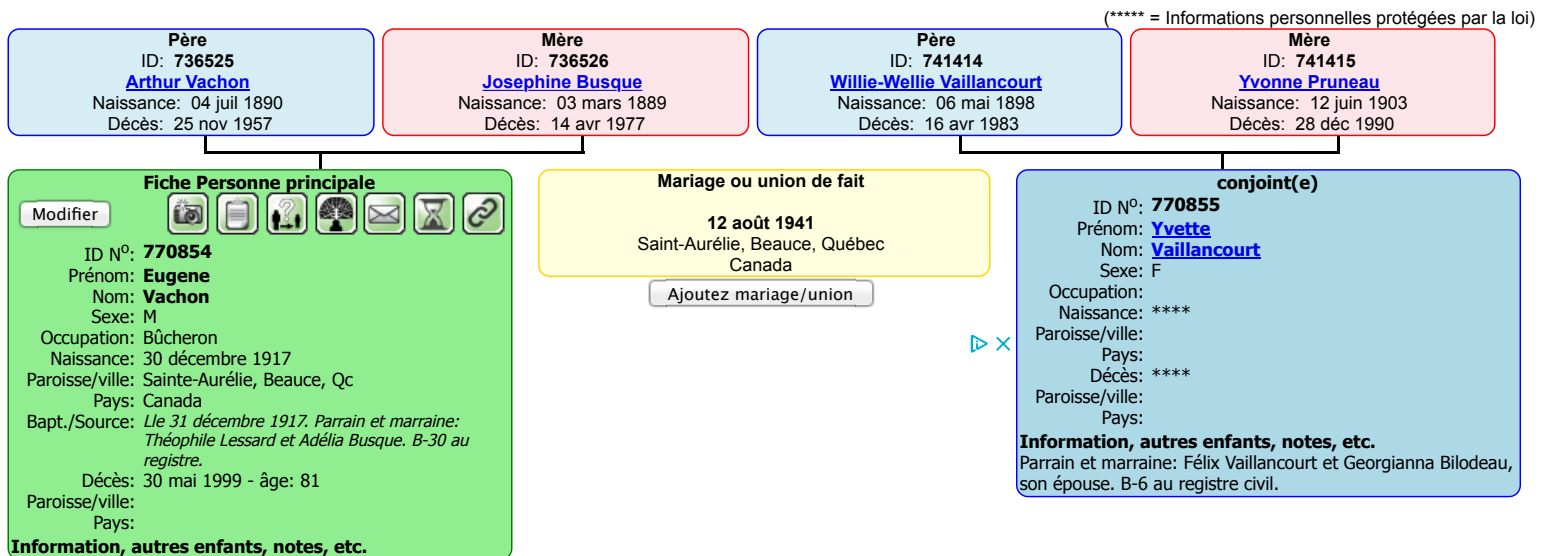 (***** = Informations personnelles protégées par la loi)
Père
ID: 736525
Arthur Vachon
Naissance: 04 juil 1890
Décès: 25 nov 1957
Mère
ID: 736526
Josephine Busque
Naissance: 03 mars 1889
Décès: 14 avr 1977
Père
ID: 741414
Willie-Wellie Vaillancourt
Naissance: 06 mai 1898
Décès: 16 avr 1983
Mère
ID: 741415
Yvonne Pruneau
Naissance: 12 juin 1903
Décès: 28 déc 1990
Fiche Personne principale
Modifier
ID Nº: 770854
Prénom: Eugene
Nom: Vachon
Sexe: M
Occupation: Bûcheron
Naissance: 30 décembre 1917
Paroisse/ville: Sainte-Aurélie, Beauce, Qc
Pays: Canada
Bapt./Source: Lle 31 décembre 1917. Parrain et marraine:
Théophile Lessard et Adélia Busque. B-30 au
registre.
Décès: 30 mai 1999 - âge: 81
Paroisse/ville:
Pays:
Information, autres enfants, notes, etc.
Mariage ou union de fait
12 août 1941
Saint-Aurélie, Beauce, Québec
Canada
Ajoutez mariage/union
conjoint(e)
ID Nº: 770855
Prénom: Yvette
Nom: Vaillancourt
Sexe: F
Occupation:
Naissance: ****
Paroisse/ville:
Pays:
Décès: ****
Paroisse/ville:
Pays:
Information, autres enfants, notes, etc.
Parrain et marraine: Félix Vaillancourt et Georgianna Bilodeau,
son épouse. B-6 au registre civil.